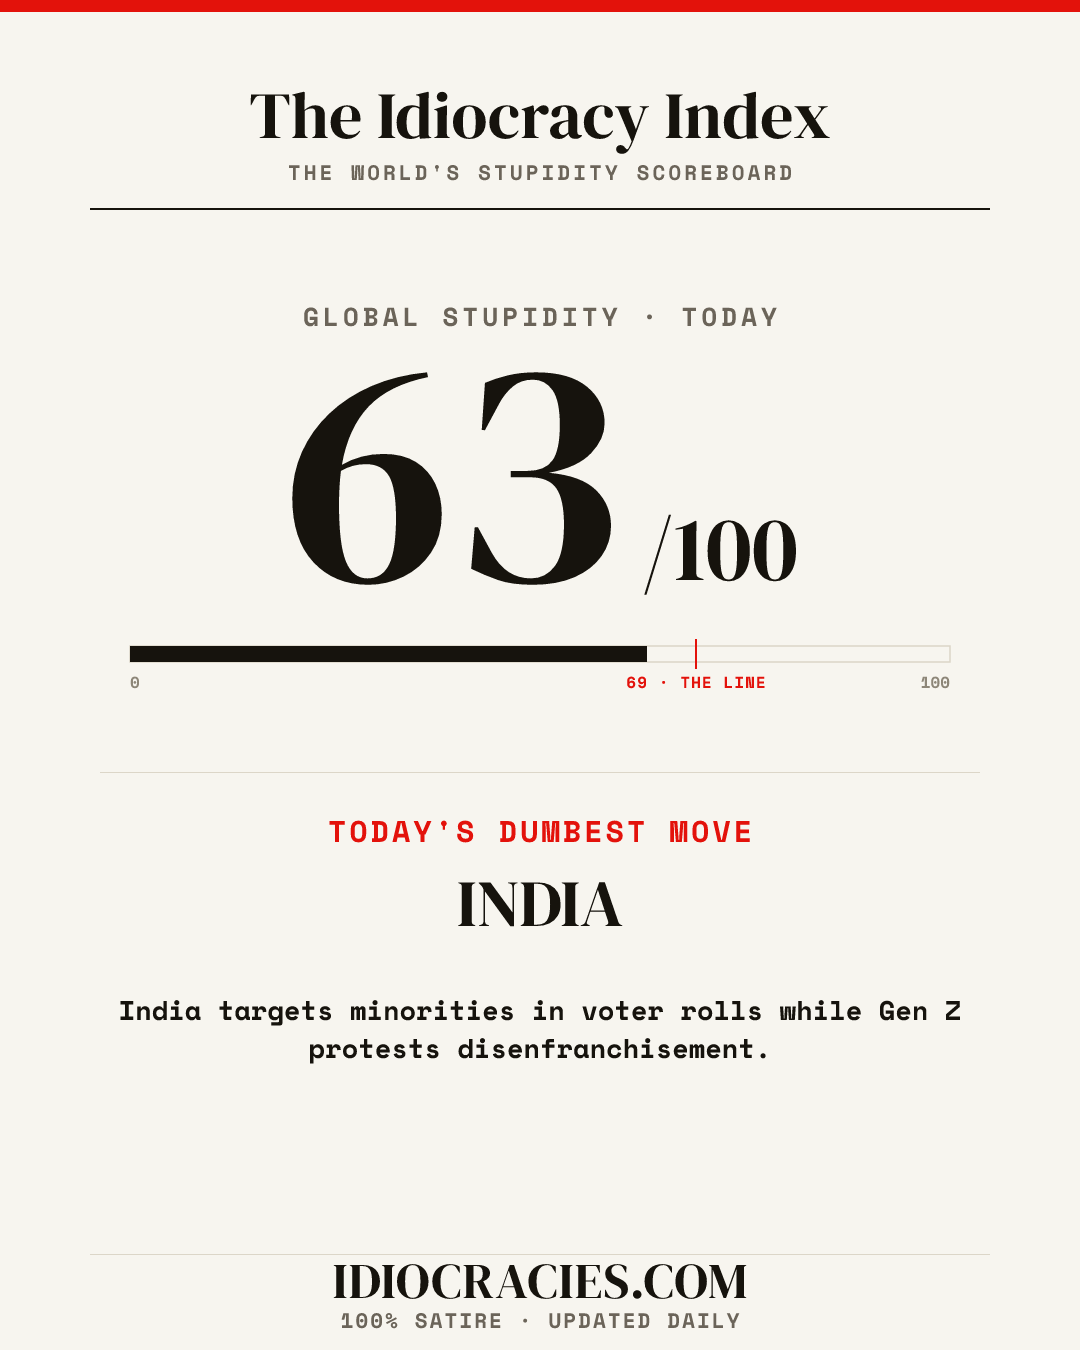 The Idiocracy Index
THE WORLD'S STUPIDITY SCOREBOARD
GLOBAL STUPIDITY · TODAY
63 /100
0 69 · THE LINE 100
TODAY'S DUMBEST MOVE
INDIA
India targets minorities in voter rolls while Gen Z
protests disenfranchisement.
IDIOCRACIES.COM
100% SATIRE · UPDATED DAILY